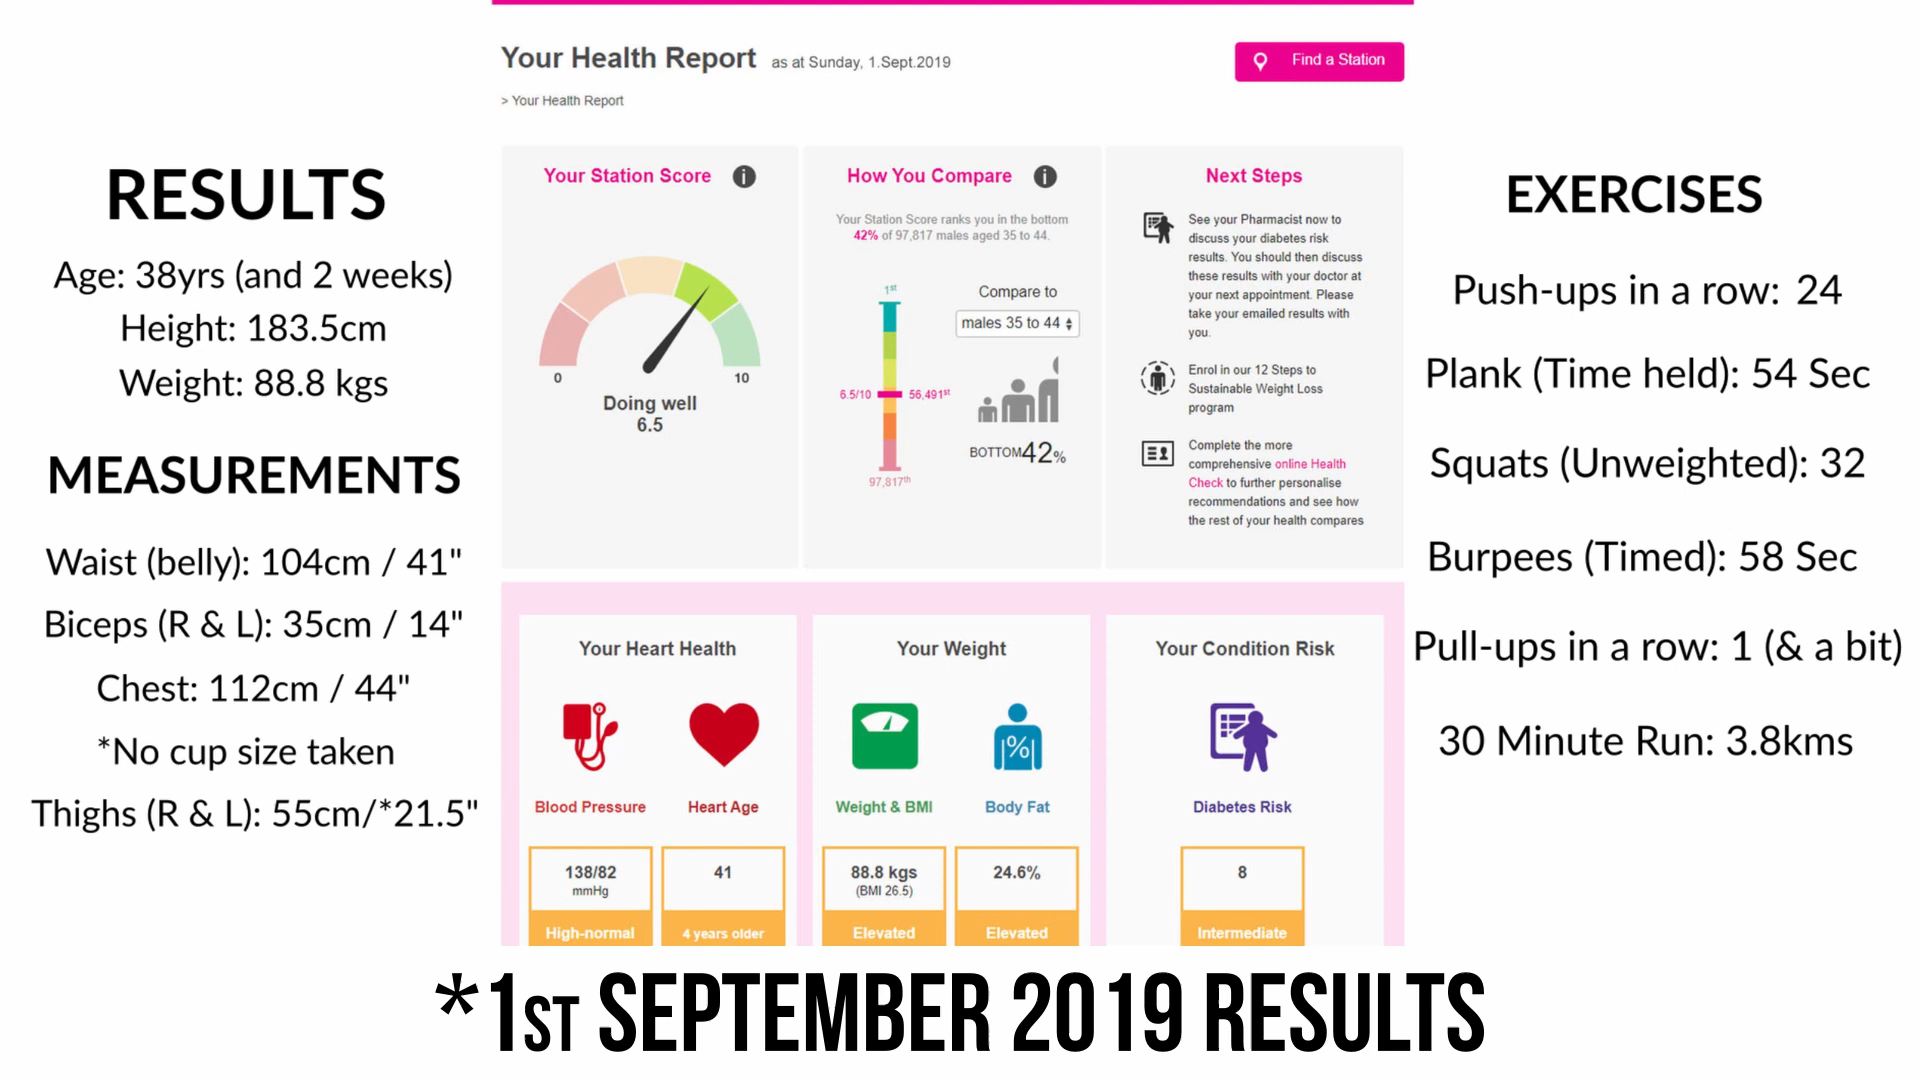 Your Health Report as at Sunday, 1.Sept.2019
Find a Station
> Your Health Report
RESULTS
Age: 38yrs (and 2 weeks)
Height: 183.5cm
Weight: 88.8 kgs
MEASUREMENTS
Waist (belly): 104cm / 41"
Biceps (R & L): 35cm / 14"
Chest: 112cm / 44"
*No cup size taken
Thighs (R & L): 55cm/*21.5"
Your Station Score
i
0
10
Doing well
6.5
How You Compare
i
Your Station Score ranks you in the bottom
42% of 97,817 males aged 35 to 44.
1st
6.5/10
56,491st
97,817th
Compare to
males 35 to 44
BOTTOM42%
Next Steps
See your Pharmacist now to
discuss your diabetes risk
results. You should then discuss
these results with your doctor at
your next appointment. Please
take your emailed results with
you.
Enrol in our 12 Steps to
Sustainable Weight Loss
program
Complete the more
comprehensive online Health
Check to further personalise
recommendations and see how
the rest of your health compares
Your Heart Health
Blood Pressure
138/82
mmHg
High-normal
Heart Age
41
4 years older
Your Weight
Weight & BMI
88.8 kgs
(BMI 26.5)
Elevated
%
Body Fat
24.6%
Elevated
Your Condition Risk
Diabetes Risk
8
Intermediate
EXERCISES
Push-ups in a row: 24
Plank (Time held): 54 Sec
Squats (Unweighted): 32
Burpees (Timed): 58 Sec
Pull-ups in a row: 1 (& a bit)
30 Minute Run: 3.8kms
*1ST SEPTEMBER 2019 RESULTS